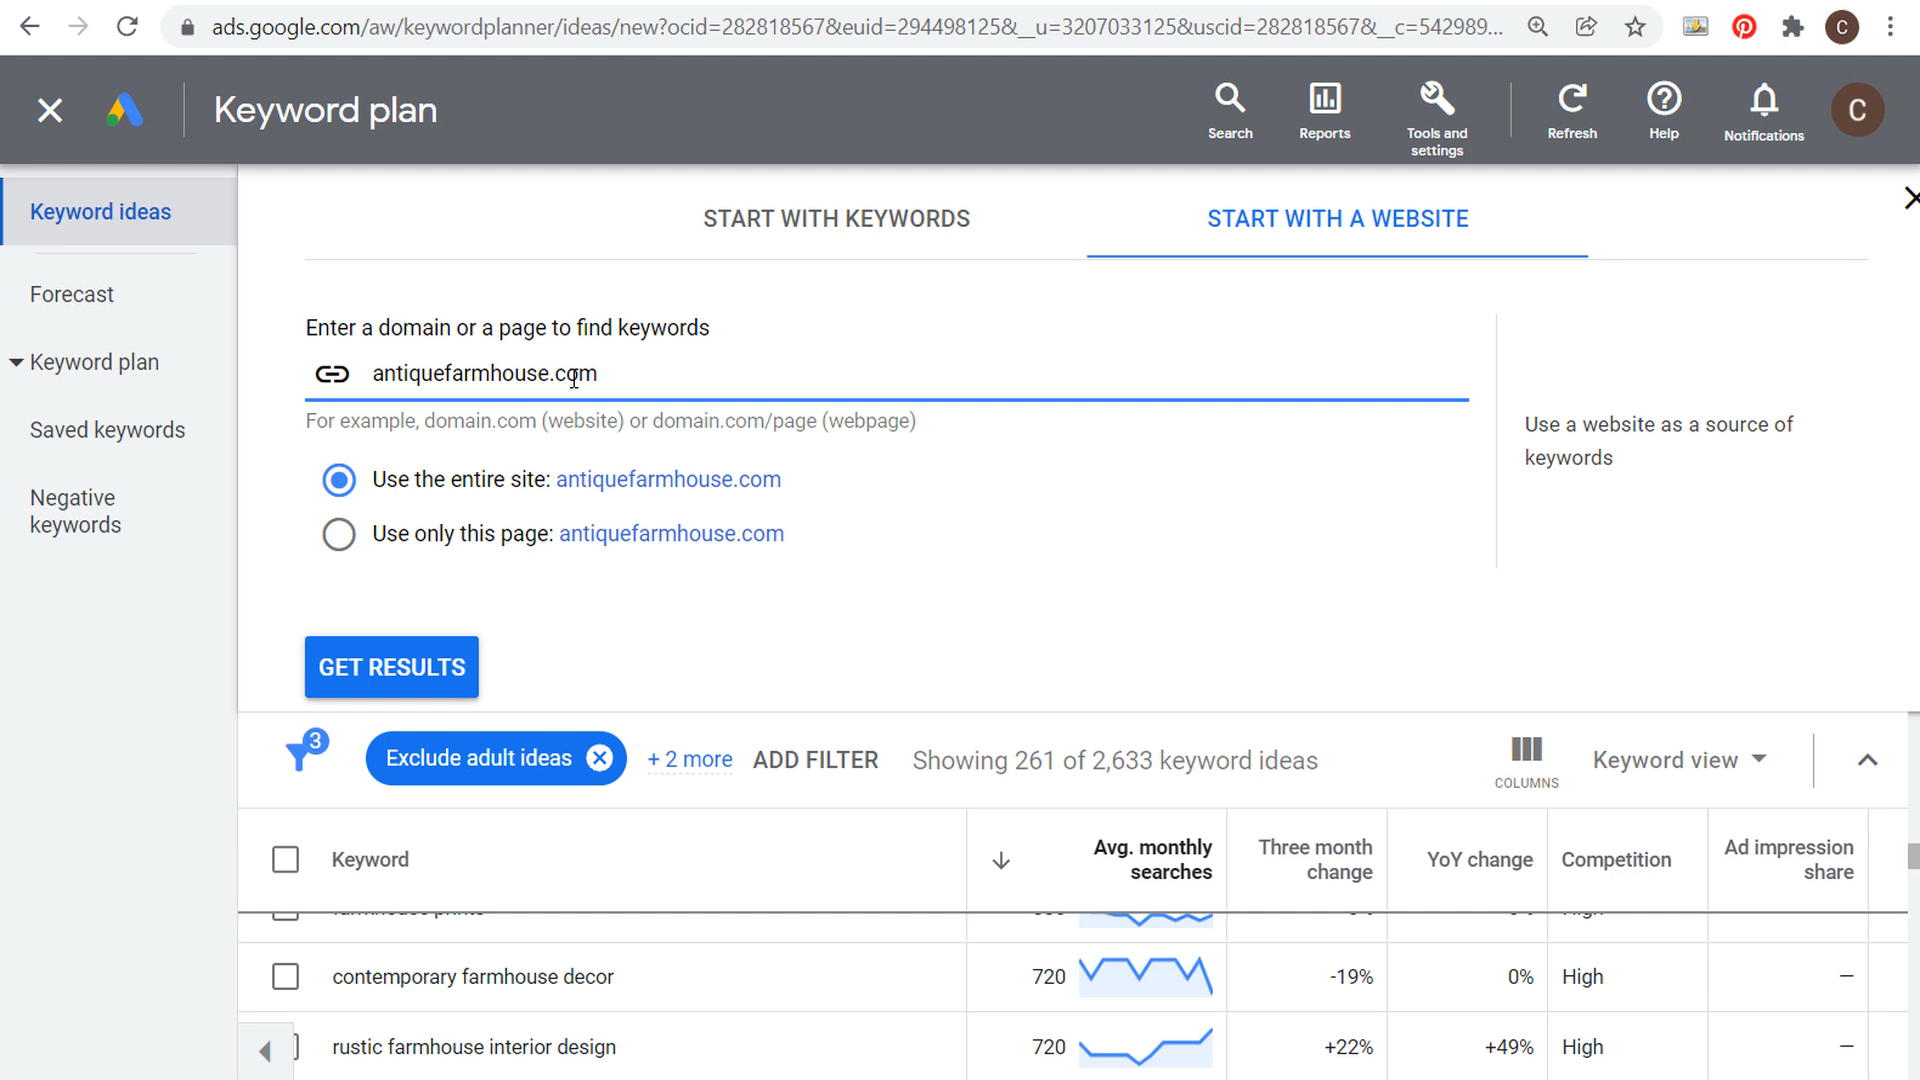 ads.google.com/aw/keywordplanner/ideas/new?ocid=282818567&euid=294498125&__u=3207033125&uscid=282818567&__c=542989...
C
Keyword plan
Search
Reports
Tools and
settings
Refresh
Help
Notifications
C
Keyword ideas
Forecast
Keyword plan
Saved keywords
Negative
keywords
START WITH KEYWORDS
START WITH A WEBSITE
Enter a domain or a page to find keywords
antiquefarmhouse.com
For example, domain.com (website) or domain.com/page (webpage)
Use the entire site: antiquefarmhouse.com
Use only this page: antiquefarmhouse.com
Use a website as a source of
keywords
GET RESULTS
3
Exclude adult ideas
+ 2 more
ADD FILTER
Showing 261 of 2,633 keyword ideas
COLUMNS
Keyword view
Keyword
Avg. monthly
searches
Three month
change
YoY change
Competition
Ad impression
share
contemporary farmhouse decor 720 -19% 0% High –
rustic farmhouse interior design 720 +22% +49% High –